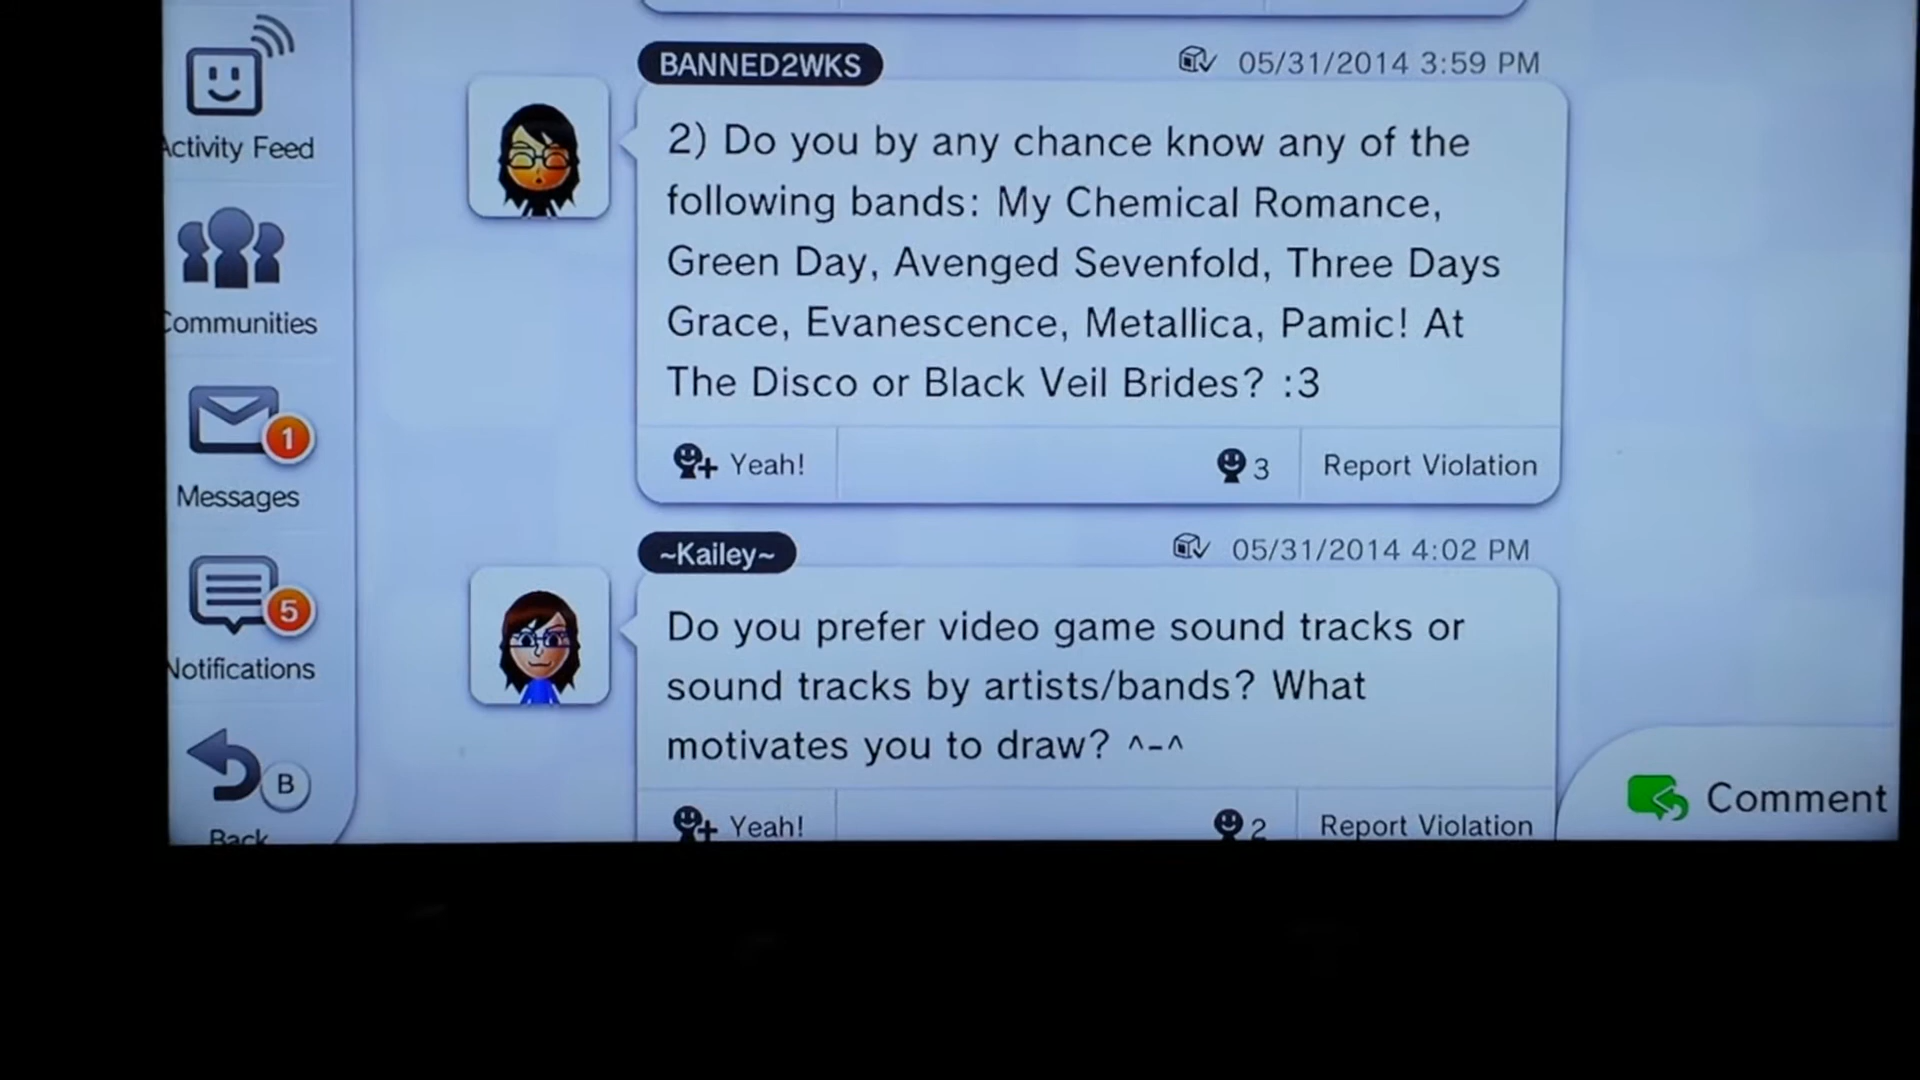 Activity Feed
Communities
Messages
1
Notifications
5
B
Back
BANNED2WKS
05/31/2014 3:59 PM
2) Do you by any chance know any of the
following bands: My Chemical Romance,
Green Day, Avenged Sevenfold, Three Days
Grace, Evanescence, Metallica, Pamic! At
The Disco or Black Veil Brides? :3
Yeah!
3
Report Violation
~Kailey~
05/31/2014 4:02 PM
Do you prefer video game sound tracks or
sound tracks by artists/bands? What
motivates you to draw? ^-^
Yeah!
2
Report Violation
Comment